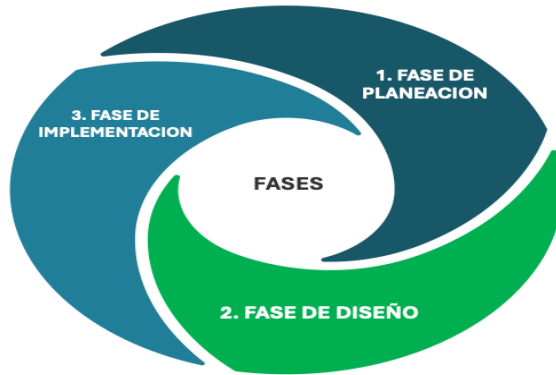 1. FASE DE
PLANEACION
3. FASE DE
IMPLEMENTACION
FASES
2. FASE DE DISEÑO